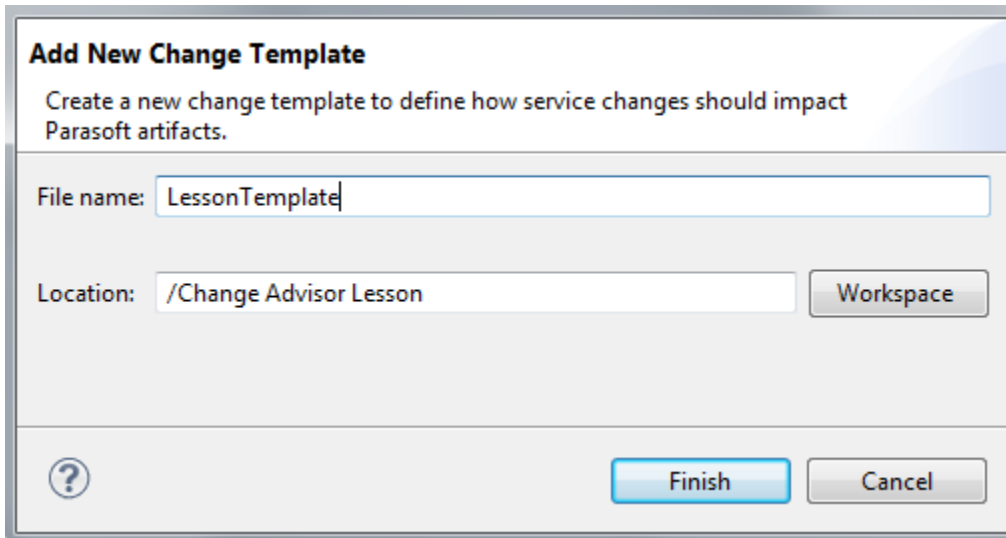 Add New Change Template
Create a new change template to define how service changes should impact
Parasoft artifacts.
File name: LessonTemplate
Location: /Change Advisor Lesson Workspace
? Finish Cancel